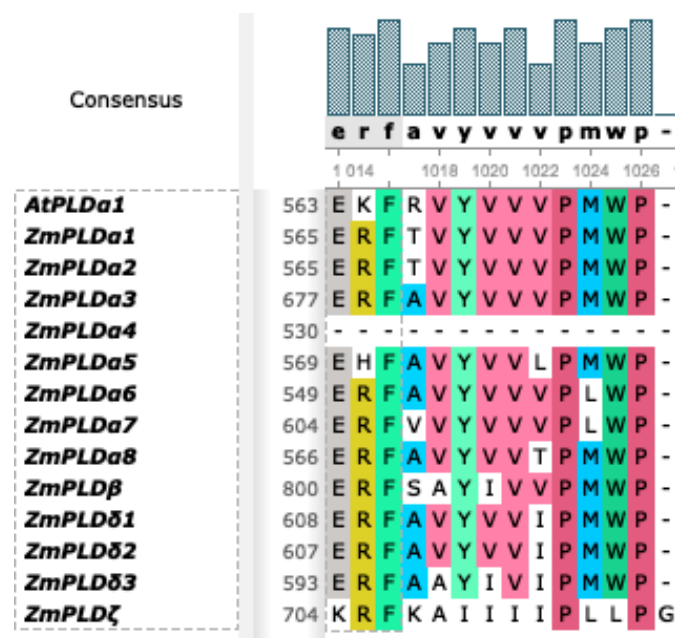 Consensus
e r f a v y v v v p m w p -
1 014 1018 1020 1022 1024 1026
AtPLDa1 563 E K F R V Y V V V P M W P -
ZmPLDa1 565 E R F T V Y V V V P M W P -
ZmPLDa2 565 E R F T V Y V V V P M W P -
ZmPLDa3 677 E R F A V Y V V V P M W P -
ZmPLDa4 530 - - - - - - - - - - - - - -
ZmPLDa5 569 E H F A V Y V V L P M W P -
ZmPLDa6 549 E R F A V Y V V V P L W P -
ZmPLDa7 604 E R F V V Y V V V P L W P -
ZmPLDa8 566 E R F A V Y V V T P M W P -
ZmPLDβ 800 E R F S A Y I V V P M W P -
ZmPLDδ1 608 E R F A V Y V V I P M W P -
ZmPLDδ2 607 E R F A V Y V V I P M W P -
ZmPLDδ3 593 E R F A A Y I V I P M W P -
ZmPLDζ 704 K R F K A I I I I P L L P G